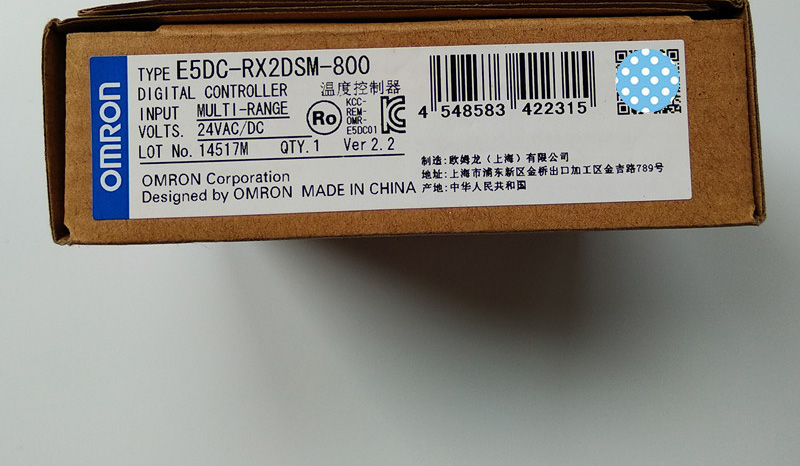 OMRON
TYPE E5DC-RX2DSM-800
DIGITAL CONTROLLER 温度控制器
INPUT MULTI-RANGE
VOLTS. 24VAC/DC
LOT No. 14517M QTY. 1 Ver 2.2
Ro
KCC-
REM-
OMR-
E5DC01
4 548583 422315
OMRON Corporation
Designed by OMRON MADE IN CHINA
制造:欧姆龙(上海)有限公司
地址:上海市浦东新区金桥出口加工区金吉路789号
产地:中华人民共和国